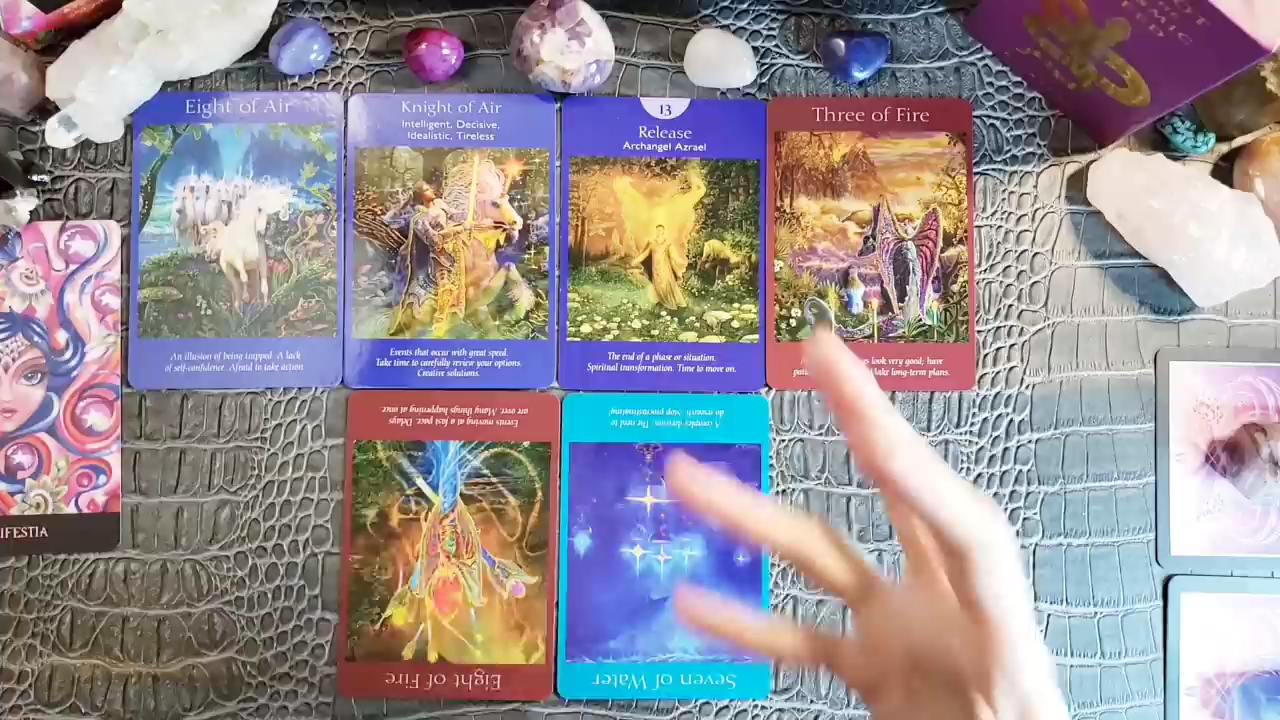 Eight of Air
An illusion of being trapped. A lack
of self-confidence. Afraid to take action.
Knight of Air
Intelligent, Decisive,
Idealistic, Tireless
Events that occur with great speed.
Take time to carefully review your options.
Creative solutions.
13
Release
Archangel Azrael
The end of a phase or situation.
Spiritual transformation. Time to move on.
Three of Fire
look very good; have
Make long-term plans.
Events moving at a fast pace. Delays
are over. Many things happening at once.
Eight of Fire
A complex decision. The need to
do research. Stop procrastinating!
Seven of Water
IFESTIA